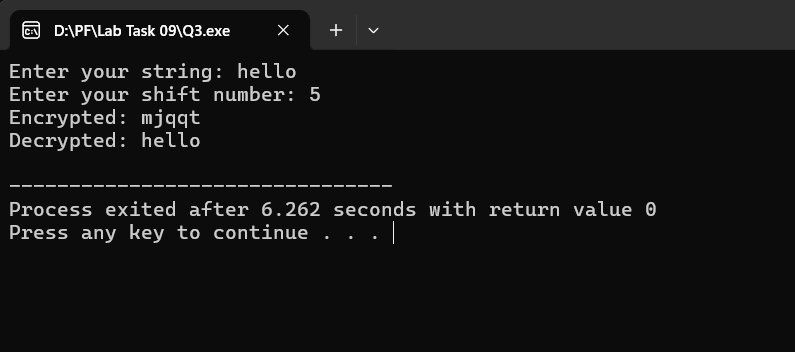 D:\PF\Lab Task 09\Q3.exe
Enter your string: hello
Enter your shift number: 5
Encrypted: mjqqt
Decrypted: hello
--------------------------------
Process exited after 6.262 seconds with return value 0
Press any key to continue . . .